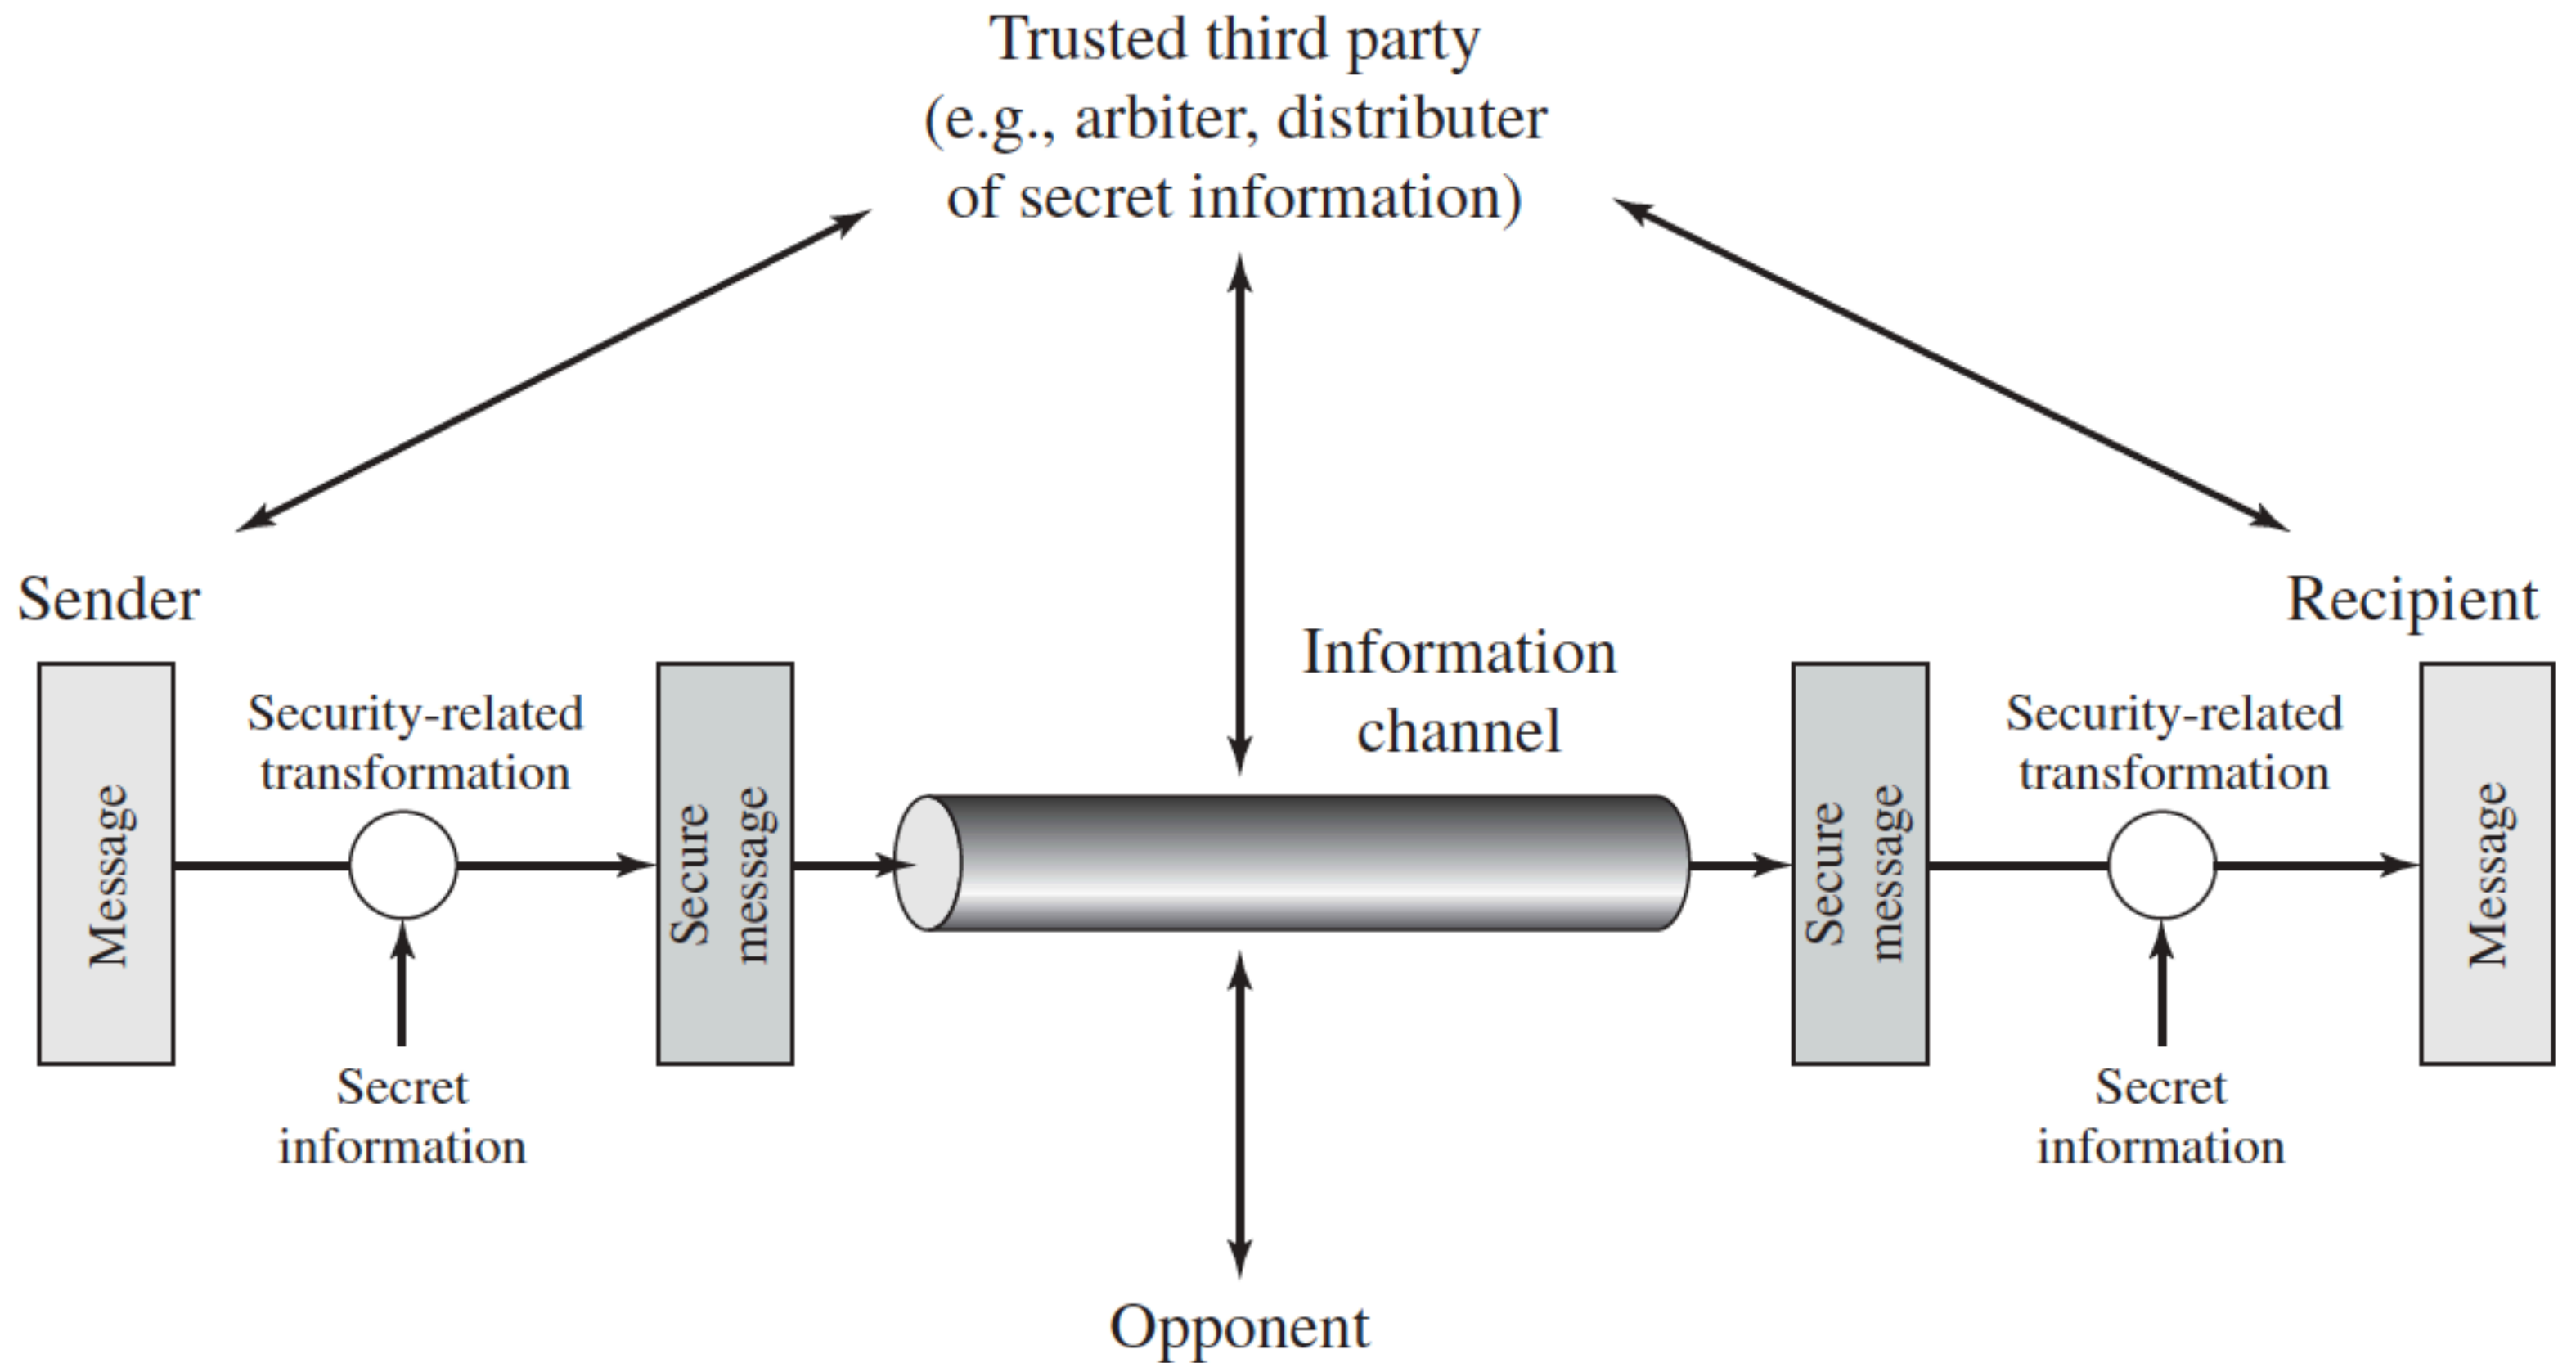 Trusted third party
(e.g., arbiter, distributer
of secret information)
Sender
Recipient
Information
channel
Security-related
transformation
Security-related
transformation
Message
Secure
message
Secure
message
Message
Secret
information
Secret
information
Opponent